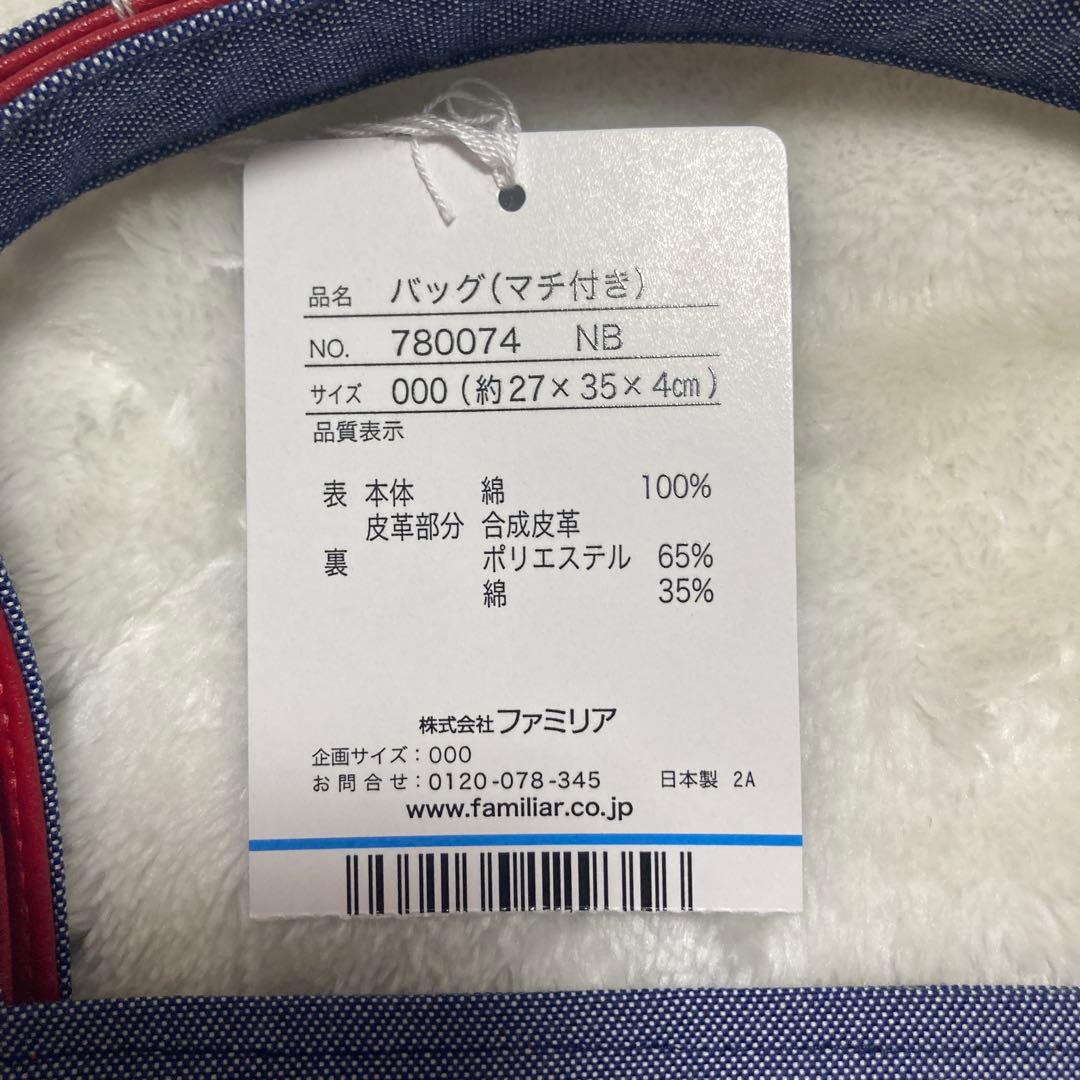 品名 バッグ(マチ付き)
NO. 780074 NB
サイズ 000 (約27×35×4cm)
品質表示
表 本体 綿 100%
皮革部分 合成皮革
裏 ポリエステル 65%
綿 35%
株式会社ファミリア
企画サイズ:000
お問合せ:0120-078-345 日本製 2A
www.familiar.co.jp